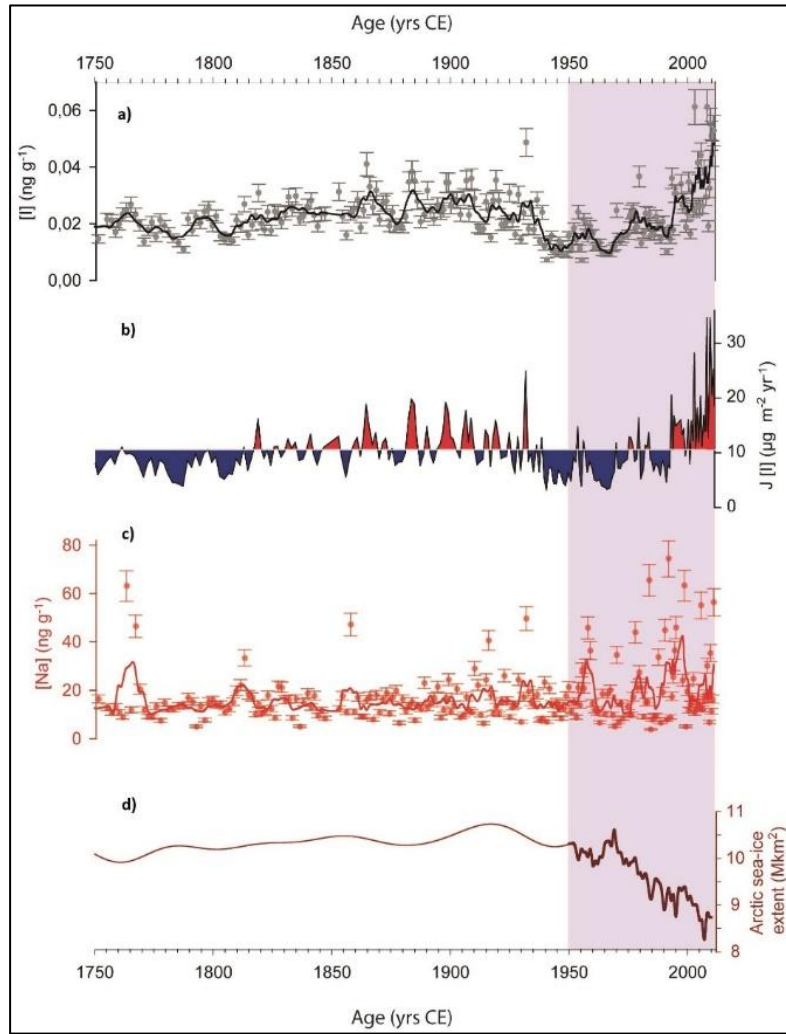 Age (yrs CE)
1750 1800 1850 1900 1950 2000
a)
0,06
0,04
0,02
0,00
[I] (ng g⁻¹)
b)
30
20
10
0
J [I] (µg m⁻² yr⁻¹)
c)
80
60
40
20
0
[Na] (ng g⁻¹)
d)
11
10
9
8
Arctic sea-ice
extent (Mkm²)
1750 1800 1850 1900 1950 2000
Age (yrs CE)